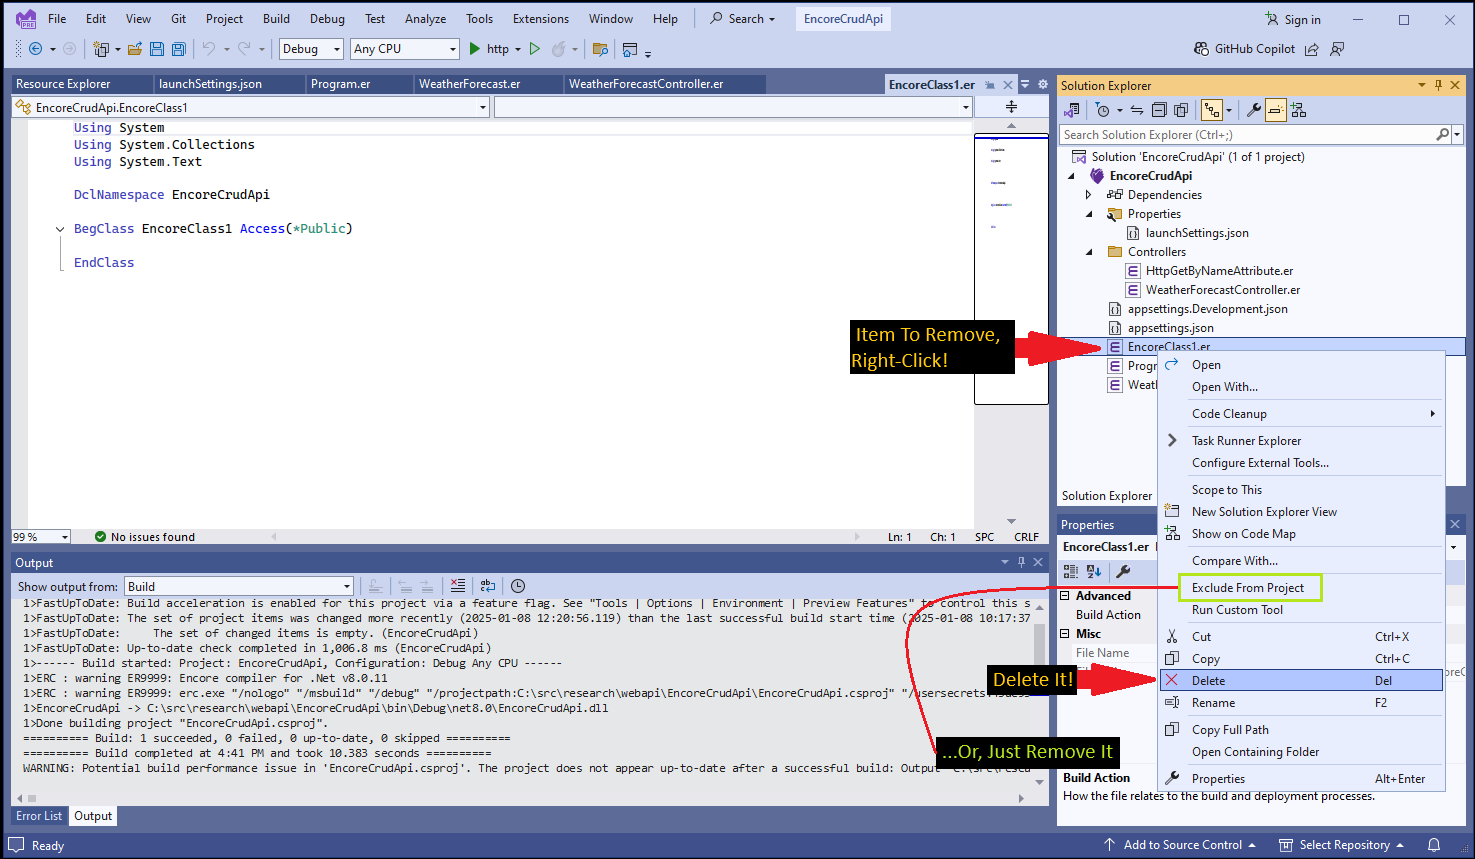 File Edit View Git Project Build Debug Test Analyze Tools Extensions Window Help Search EncoreCrudApi Sign in
Debug Any CPU http GitHub Copilot
Resource Explorer launchSettings.json Program.er WeatherForecast.er WeatherForecastController.er EncoreClass1.er
EncoreCrudApi.EncoreClass1
Using System
Using System.Collections
Using System.Text
DclNamespace EncoreCrudApi
BegClass EncoreClass1 Access(*Public)
EndClass
99 % No issues found Ln: 1 Ch: 1 SPC CRLF
Solution Explorer
Search Solution Explorer (Ctrl+;)
Solution 'EncoreCrudApi' (1 of 1 project)
EncoreCrudApi
Dependencies
Properties
launchSettings.json
Controllers
HttpGetByNameAttribute.er
WeatherForecastController.er
appsettings.Development.json
appsettings.json
EncoreClass1.er
Progr
Weat
Item To Remove,
Right-Click!
Open
Open With...
Code Cleanup
Task Runner Explorer
Configure External Tools...
Scope to This
New Solution Explorer View
Show on Code Map
Compare With...
Exclude From Project
Run Custom Tool
Cut Ctrl+X
Copy Ctrl+C
Delete Del
Rename F2
Copy Full Path
Open Containing Folder
Properties Alt+Enter
Delete It!
...Or, Just Remove It
Solution Explorer
Properties
EncoreClass1.er
Advanced
Build Action
Misc
File Name
Build Action
How the file relates to the build and deployment processes.
Output
Show output from: Build
1>FastUpToDate: Build acceleration is enabled for this project via a feature flag. See "Tools | Options | Environment | Preview Features" to control this s
1>FastUpToDate: The set of project items was changed more recently (2025-01-08 12:20:56.119) than the last successful build start time (2025-01-08 10:17:37
1>FastUpToDate: The set of changed items is empty. (EncoreCrudApi)
1>FastUpToDate: Up-to-date check completed in 1,006.8 ms (EncoreCrudApi)
1>------ Build started: Project: EncoreCrudApi, Configuration: Debug Any CPU ------
1>ERC : warning ER9999: Encore compiler for .Net v8.0.11
1>ERC : warning ER9999: erc.exe "/nologo" "/msbuild" "/debug" "/projectpath:C:\src\research\webapi\EncoreCrudApi\EncoreCrudApi.csproj"
1>EncoreCrudApi -> C:\src\research\webapi\EncoreCrudApi\bin\Debug\net8.0\EncoreCrudApi.dll
1>Done building project "EncoreCrudApi.csproj".
========== Build: 1 succeeded, 0 failed, 0 up-to-date, 0 skipped ==========
========== Build completed at 4:41 PM and took 10.383 seconds ==========
WARNING: Potential build performance issue in 'EncoreCrudApi.csproj'. The project does not appear up-to-date after a successful build: Output
Error List Output
Ready Add to Source Control Select Repository